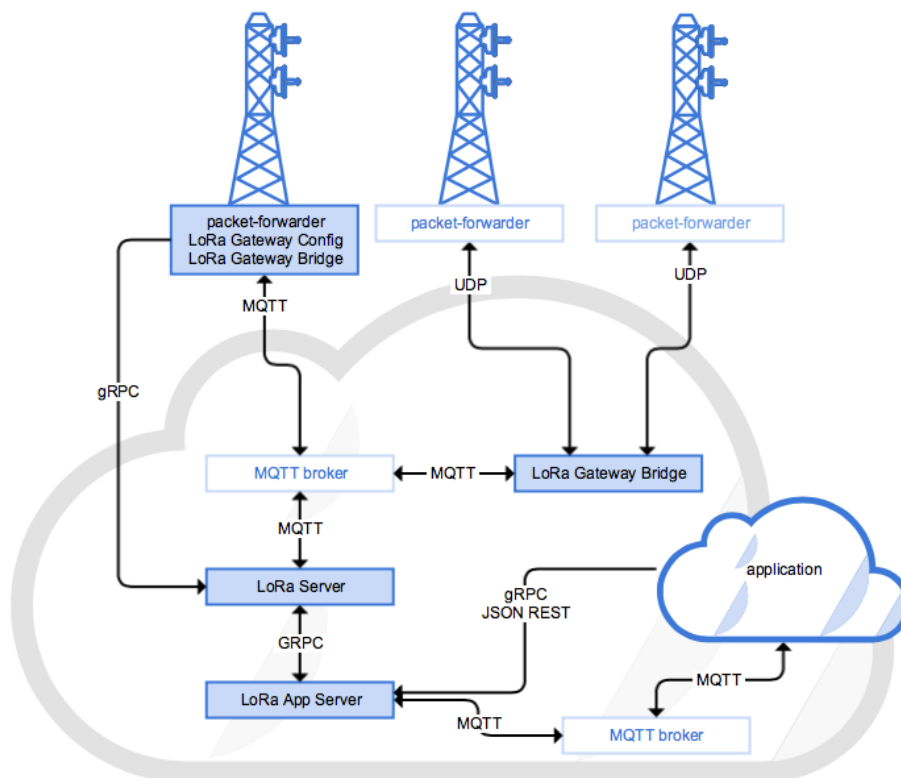 packet-forwarder
LoRa Gateway Config
LoRa Gateway Bridge
packet-forwarder
packet-forwarder
MQTT
UDP
UDP
gRPC
MQTT broker
MQTT
LoRa Gateway Bridge
MQTT
LoRa Server
gRPC
JSON REST
application
GRPC
LoRa App Server
MQTT
MQTT
MQTT broker